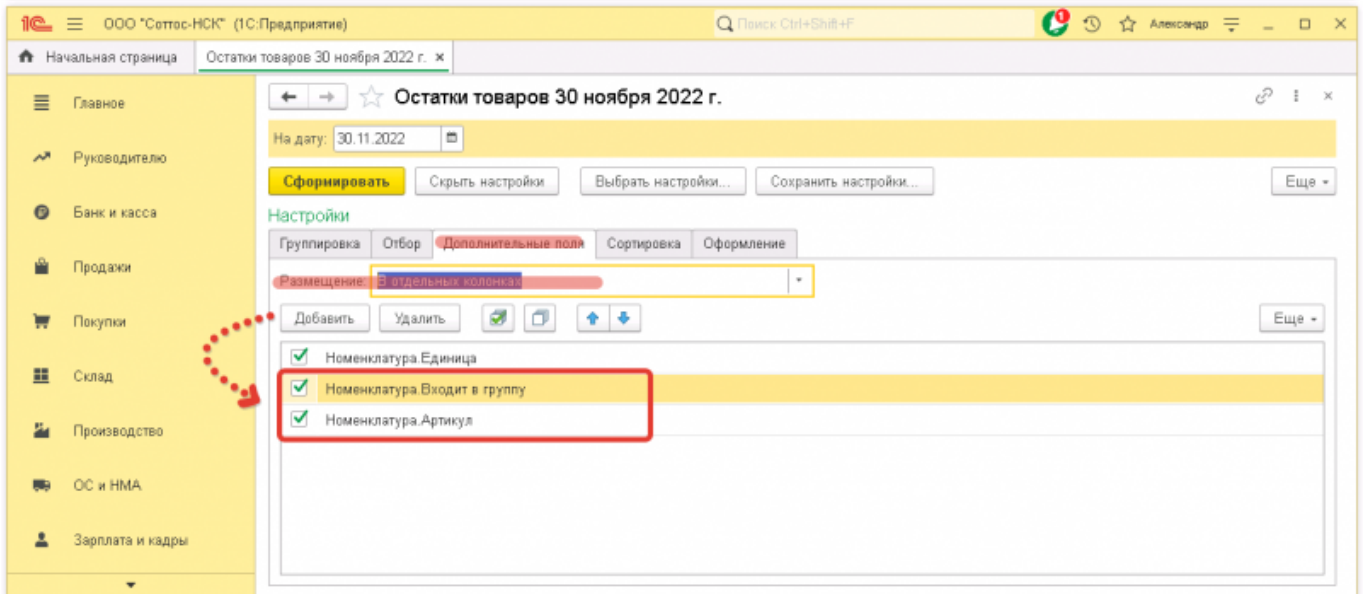 1С ООО "Соттос-НСК" (1С:Предприятие) Поиск Ctrl+Shift+F 1 Александр
Начальная страница Остатки товаров 30 ноября 2022 г. ×
Главное
Руководителю
Банк и касса
Продажи
Покупки
Склад
Производство
ОС и НМА
Зарплата и кадры
Остатки товаров 30 ноября 2022 г.
На дату: 30.11.2022
Сформировать Скрыть настройки Выбрать настройки... Сохранить настройки... Еще
Настройки
Группировка Отбор Дополнительные поля Сортировка Оформление
Размещение: В отдельных колонках
Добавить Удалить Еще
Номенклатура.Единица
Номенклатура.Входит в группу
Номенклатура.Артикул